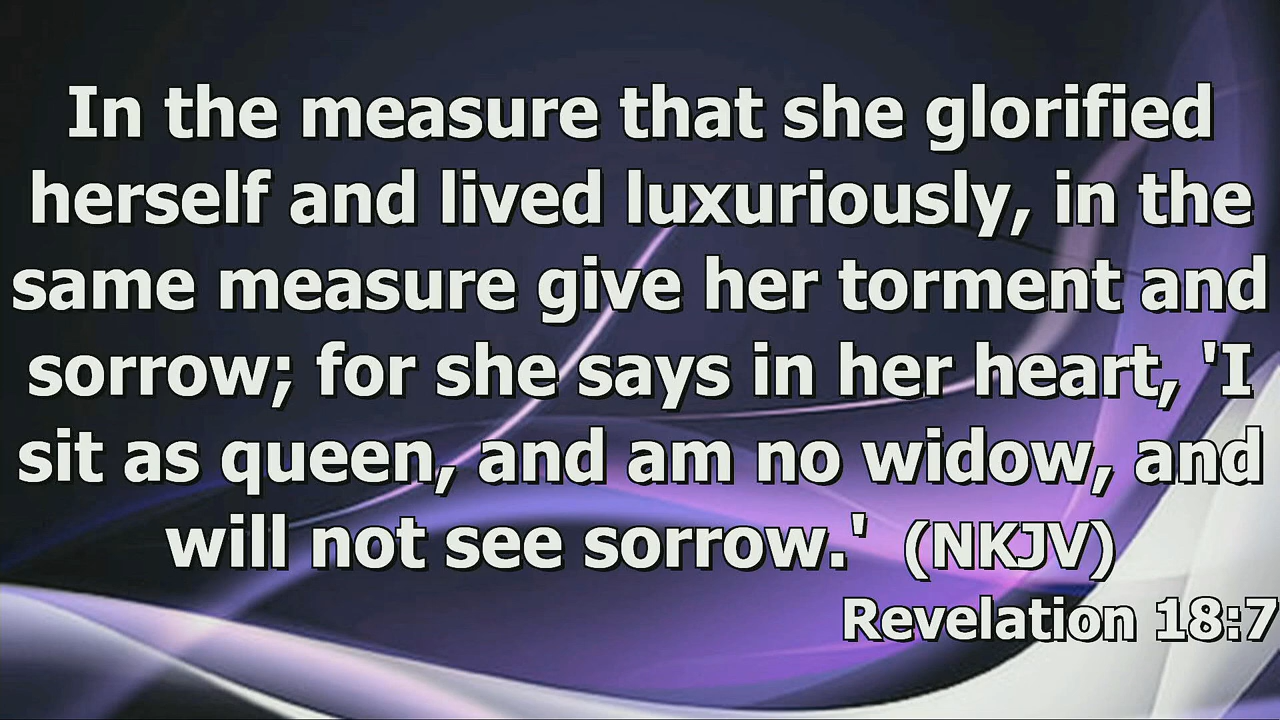 In the measure that she glorified
herself and lived luxuriously, in the
same measure give her torment and
sorrow; for she says in her heart, 'I
sit as queen, and am no widow, and
will not see sorrow.' (NKJV)
Revelation 18:7